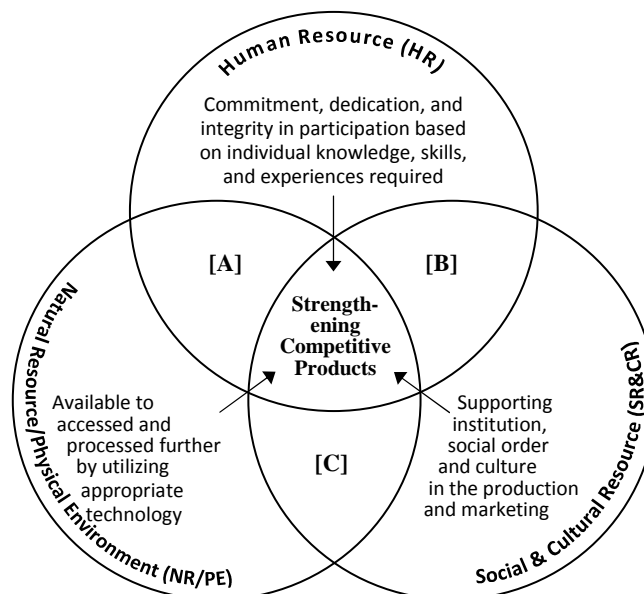 Human Resource (HR)
Commitment, dedication, and
integrity in participation based
on individual knowledge, skills,
and experiences required
[A]
[B]
Strength-
ening
Competitive
Products
Natural Resource/Physical Environment (NR/PE)
Available to
accessed and
processed further
by utilizing
appropriate
technology
Supporting
institution,
social order
and culture
in the production
and marketing
Social & Cultural Resource (SR&CR)
[C]